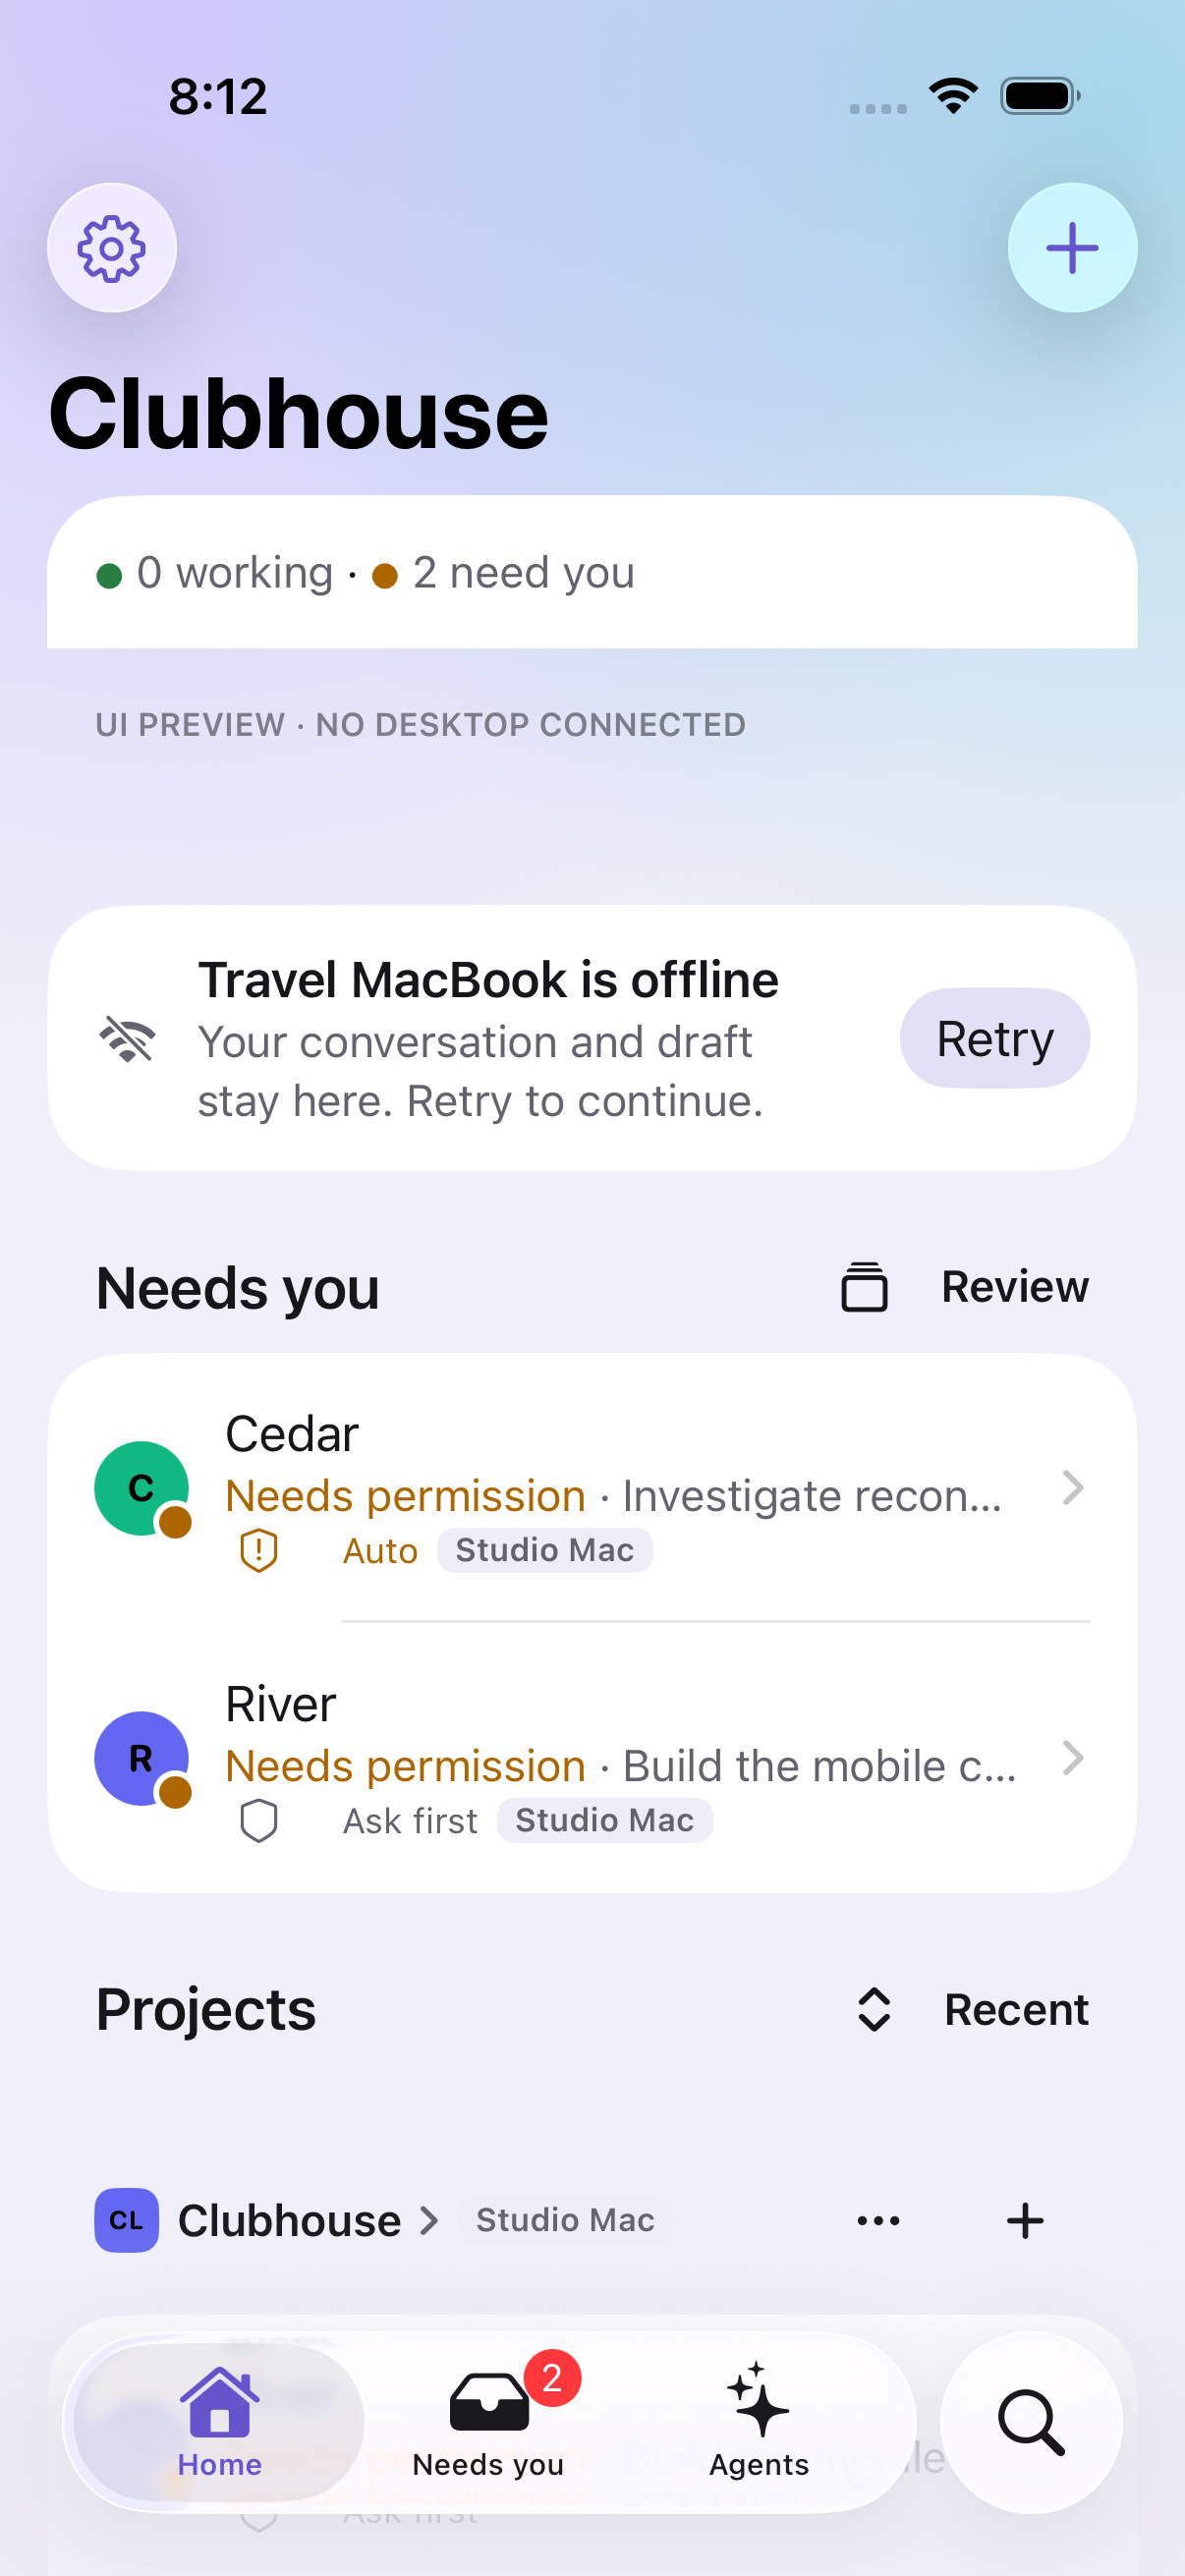 8:12
Clubhouse
0 working · 2 need you
UI PREVIEW · NO DESKTOP CONNECTED
Travel MacBook is offline
Your conversation and draft
stay here. Retry to continue.
Retry
Needs you
Review
C
Cedar
Needs permission · Investigate recon...
Auto Studio Mac
R
River
Needs permission · Build the mobile c...
Ask first Studio Mac
Projects
Recent
CL Clubhouse Studio Mac
2
Home
Needs you
Agents
Ask first